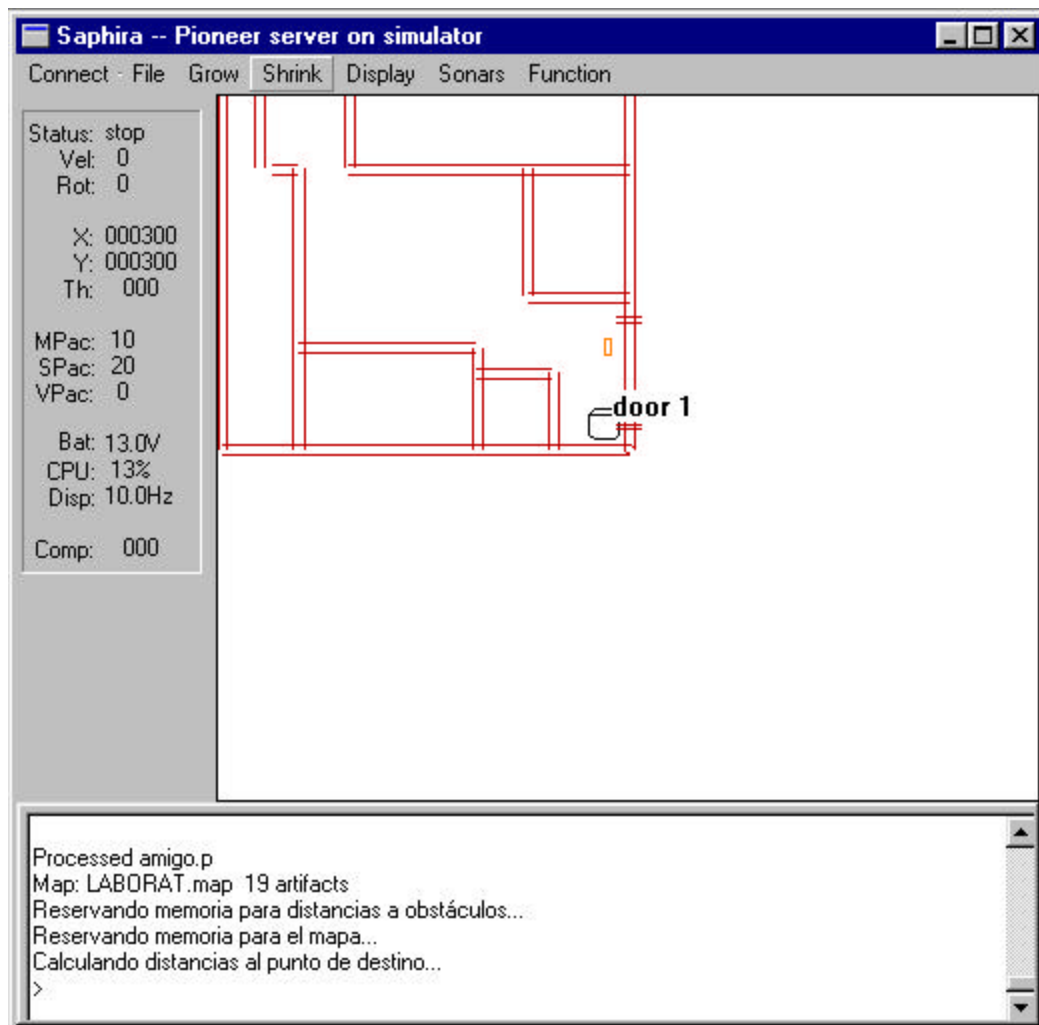 Saphira -- Pioneer server on simulator
Connect File Grow Shrink Display Sonars Function
Status: stop
Vel: 0
Rot: 0
X: 000300
Y: 000300
Th: 000
MPac: 10
SPac: 20
VPac: 0
Bat: 13.0V
CPU: 13%
Disp: 10.0Hz
Comp: 000
door 1
Processed amigo.p
Map: LABORAT.map 19 artifacts
Reservando memoria para distancias a obstáculos...
Reservando memoria para el mapa...
Calculando distancias al punto de destino...
>